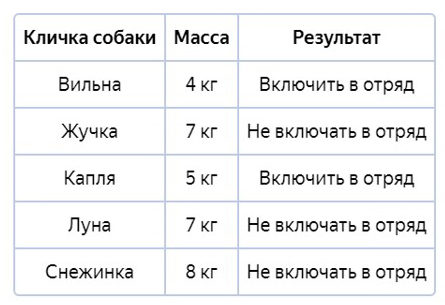 Кличка собаки Масса Результат
Вильна 4 кг Включить в отряд
Жучка 7 кг Не включать в отряд
Капля 5 кг Включить в отряд
Луна 7 кг Не включать в отряд
Снежинка 8 кг Не включать в отряд